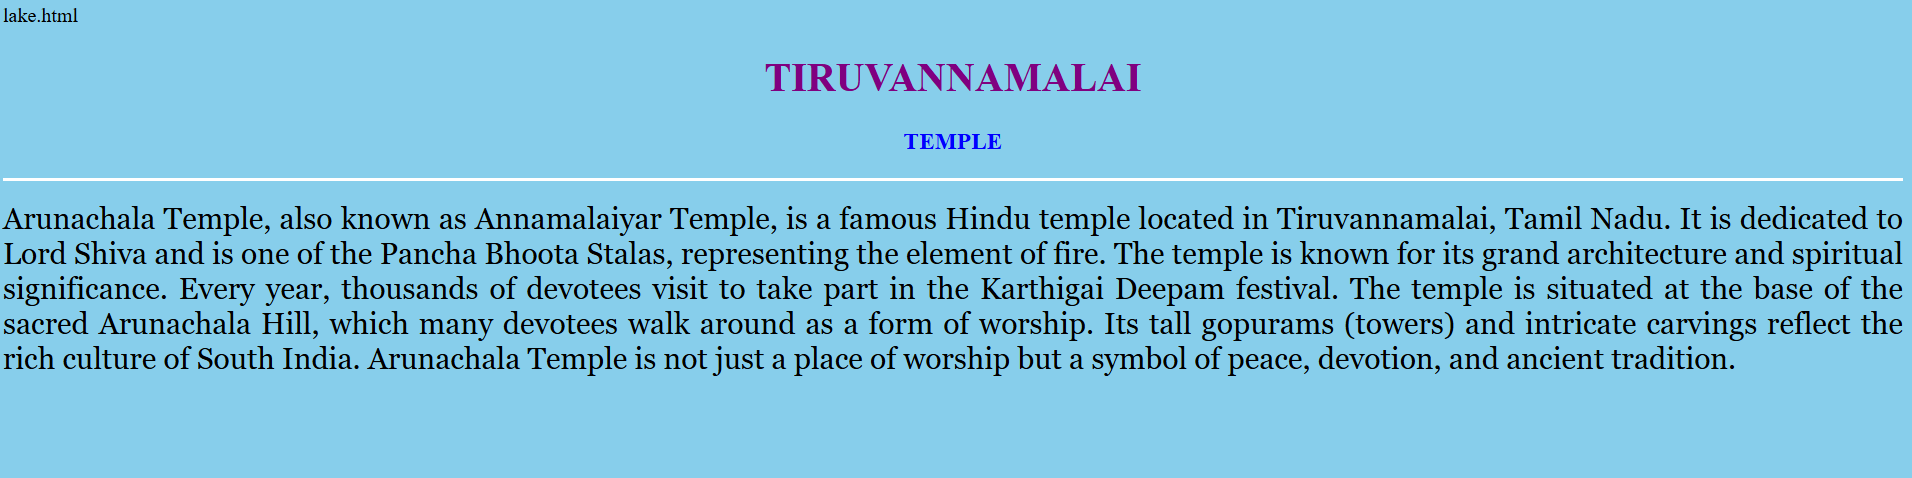 lake.html
TIRUVANNAMALAI
TEMPLE
Arunachala Temple, also known as Annamalaiyar Temple, is a famous Hindu temple located in Tiruvannamalai, Tamil Nadu. It is dedicated to
Lord Shiva and is one of the Pancha Bhoota Stalas, representing the element of fire. The temple is known for its grand architecture and spiritual
significance. Every year, thousands of devotees visit to take part in the Karthigai Deepam festival. The temple is situated at the base of the
sacred Arunachala Hill, which many devotees walk around as a form of worship. Its tall gopurams (towers) and intricate carvings reflect the
rich culture of South India. Arunachala Temple is not just a place of worship but a symbol of peace, devotion, and ancient tradition.